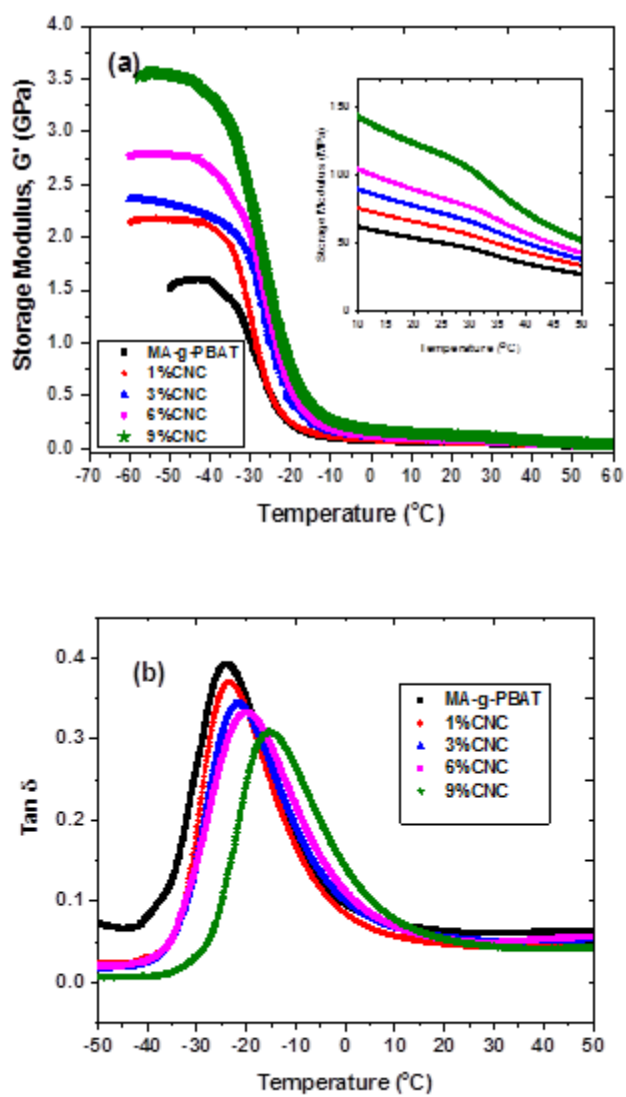 (a)
Storage Modulus, G' (GPa)
4.0
3.5
3.0
2.5
2.0
1.5
1.0
0.5
0.0
MA-g-PBAT
1%CNC
3%CNC
6%CNC
9%CNC
-70 -60 -50 -40 -30 -20 -10 0 10 20 30 40 50 60
Temperature (°C)
Storage Modulus (MPa)
150
100
50
0
10 15 20 25 30 35 40 45 50
Temperature (°C)
(b)
Tan δ
0.4
0.3
0.2
0.1
0.0
MA-g-PBAT
1%CNC
3%CNC
6%CNC
9%CNC
-50 -40 -30 -20 -10 0 10 20 30 40 50
Temperature (°C)